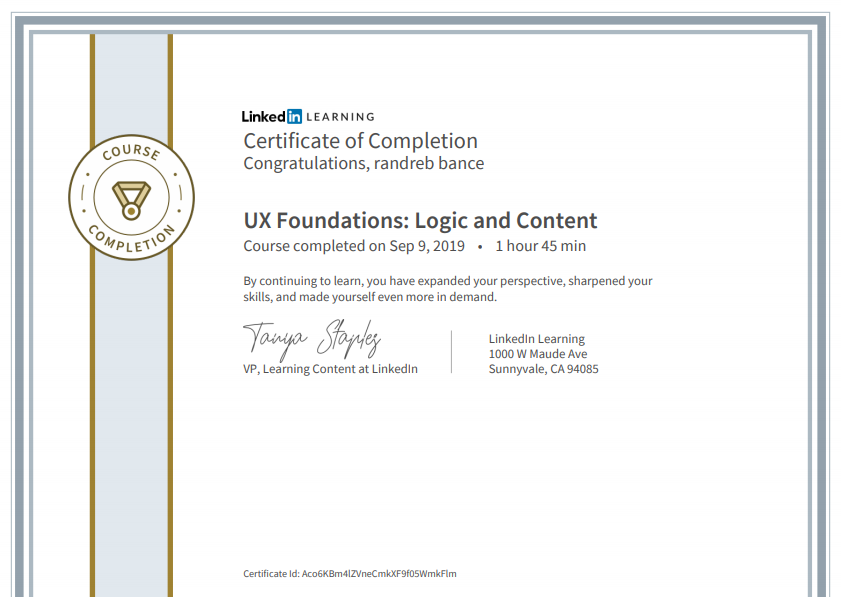 COURSE
COMPLETION
Linked in LEARNING
Certificate of Completion
Congratulations, randreb bance
UX Foundations: Logic and Content
Course completed on Sep 9, 2019 • 1 hour 45 min
By continuing to learn, you have expanded your perspective, sharpened your
skills, and made yourself even more in demand.
Tanya Staples
VP, Learning Content at LinkedIn
LinkedIn Learning
1000 W Maude Ave
Sunnyvale, CA 94085
Certificate Id: Aco6KBm4lZVneCmkXF9f05WmkFlm